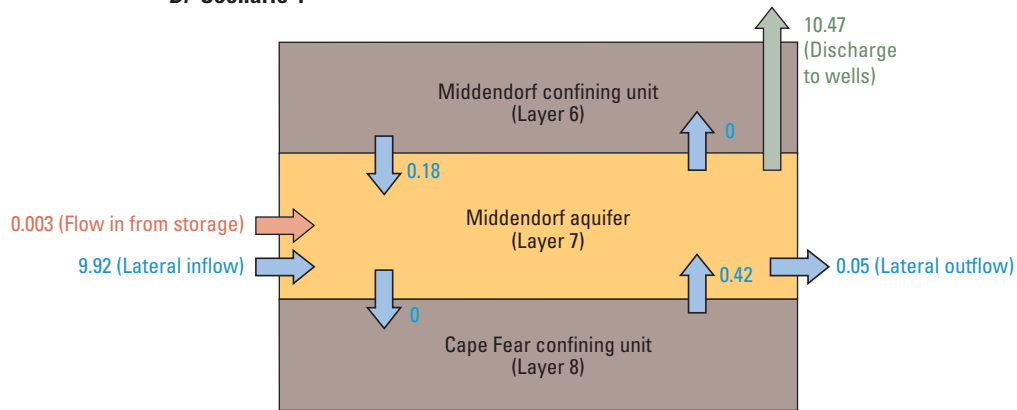 10.47
(Discharge
to wells)
Middendorf confining unit
(Layer 6)
0
0.18
0.003 (Flow in from storage)
Middendorf aquifer
(Layer 7)
9.92 (Lateral inflow)
0.42
0.05 (Lateral outflow)
0
Cape Fear confining unit
(Layer 8)